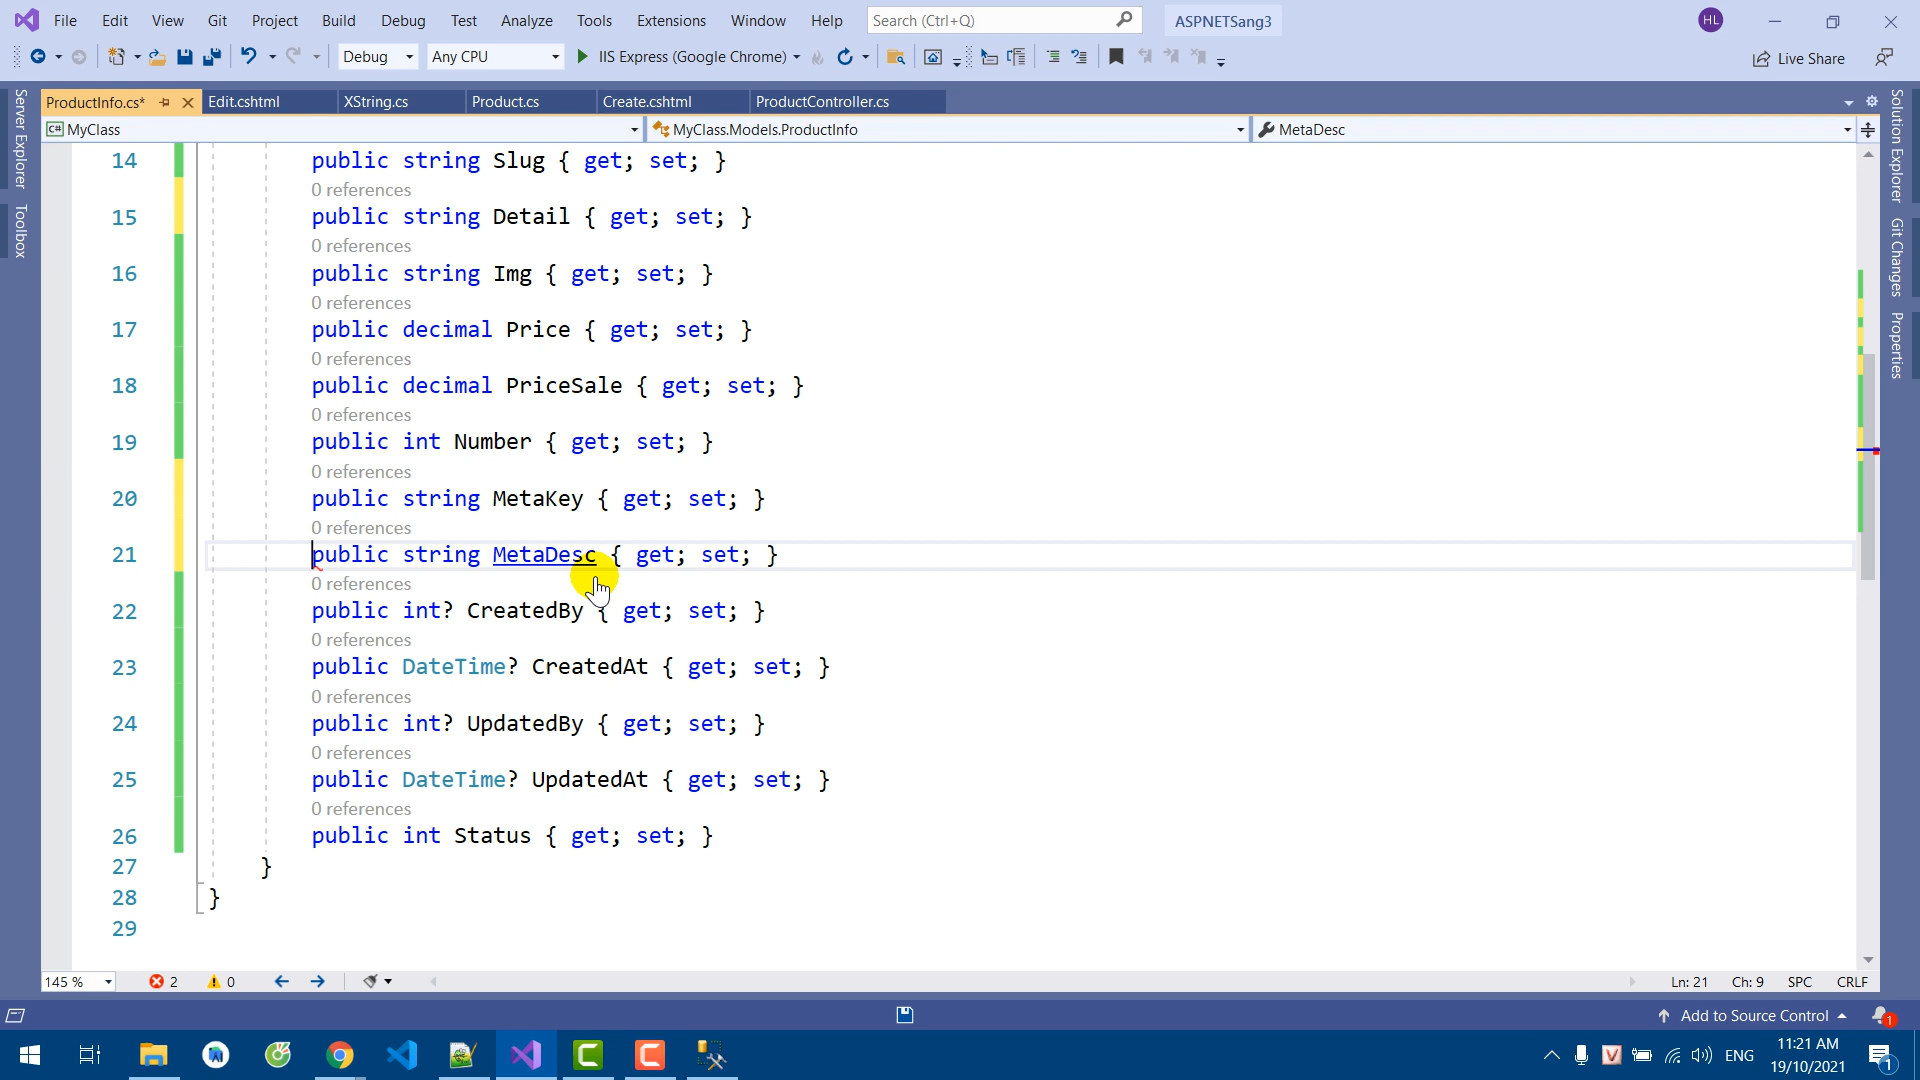 File Edit View Git Project Build Debug Test Analyze Tools Extensions Window Help Search (Ctrl+Q) ASPNETSang3 HL
Debug Any CPU IIS Express (Google Chrome) Live Share
ProductInfo.cs* Edit.cshtml XString.cs Product.cs Create.cshtml ProductController.cs
C# MyClass MyClass.Models.ProductInfo MetaDesc
Server Explorer
Toolbox
Solution Explorer
Git Changes
Properties
14 public string Slug { get; set; }
0 references
15 public string Detail { get; set; }
0 references
16 public string Img { get; set; }
0 references
17 public decimal Price { get; set; }
0 references
18 public decimal PriceSale { get; set; }
0 references
19 public int Number { get; set; }
0 references
20 public string MetaKey { get; set; }
0 references
21 public string MetaDesc { get; set; }
0 references
22 public int? CreatedBy { get; set; }
0 references
23 public DateTime? CreatedAt { get; set; }
0 references
24 public int? UpdatedBy { get; set; }
0 references
25 public DateTime? UpdatedAt { get; set; }
0 references
26 public int Status { get; set; }
27 }
28 }
29
145 % 2 0 Ln: 21 Ch: 9 SPC CRLF
Add to Source Control 1
ENG 11:21 AM
19/10/2021 1